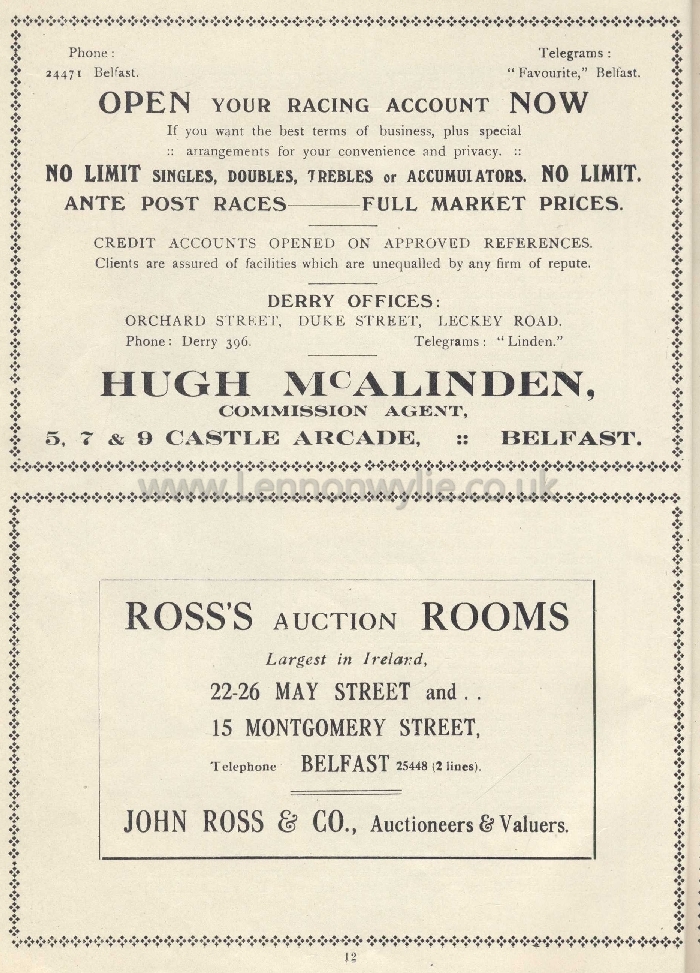 Phone :
Telegrams :
24471 Belfast.
"Favourite," Belfast.
OPEN YOUR RACING ACCOUNT NOW
If you want the best terms of business, plus special
:: arrangements for your convenience and privacy. ::
NO LIMIT SINGLES, DOUBLES, TREBLES or ACCUMULATORS. NO LIMIT.
ANTE POST RACES——FULL MARKET PRICES.
CREDIT ACCOUNTS OPENED ON APPROVED REFERENCES.
Clients are assured of facilities which are unequalled by any firm of repute.
DERRY OFFICES:
ORCHARD STREET, DUKE STREET, LECKEY ROAD.
Phone: Derry 396. Telegrams: "Linden."
HUGH McALINDEN,
COMMISSION AGENT,
5, 7 & 9 CASTLE ARCADE, :: BELFAST.
www.Lennonwylie.co.uk
ROSS'S AUCTION ROOMS
Largest in Ireland,
22-26 MAY STREET and . .
15 MONTGOMERY STREET,
Telephone BELFAST 25448 (2 lines).
JOHN ROSS & CO., Auctioneers & Valuers.
12